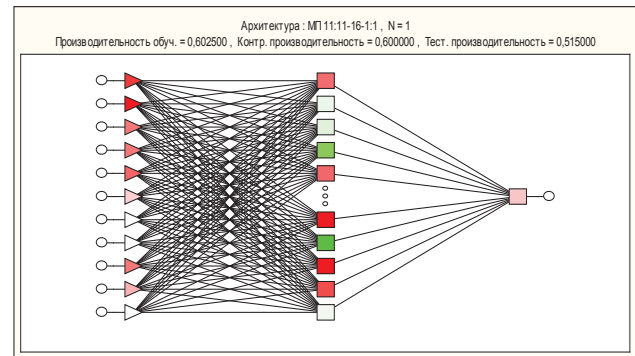 Архитектура : МП 11:11-16-1:1 , N = 1
Производительность обуч. = 0,602500 , Контр. производительность = 0,600000 , Тест. производительность = 0,515000